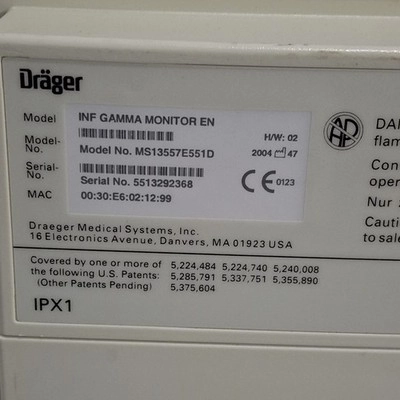 Dräger
Model INF GAMMA MONITOR EN
H/W: 02
Model-No. Model No. MS13557E551D 2004 47
Serial-No. Serial No. 5513292368
CE 0123
MAC 00:30:E6:02:12:99
Draeger Medical Systems, Inc.
16 Electronics Avenue, Danvers, MA 01923 USA
Covered by one or more of 5,224,484 5,224,740 5,240,008
the following U.S. Patents: 5,285,791 5,337,751 5,355,890
(Other Patents Pending) 5,375,604
IPX1
AD
HP
DA
flam
Con
oper
Nur
Cauti
to sale